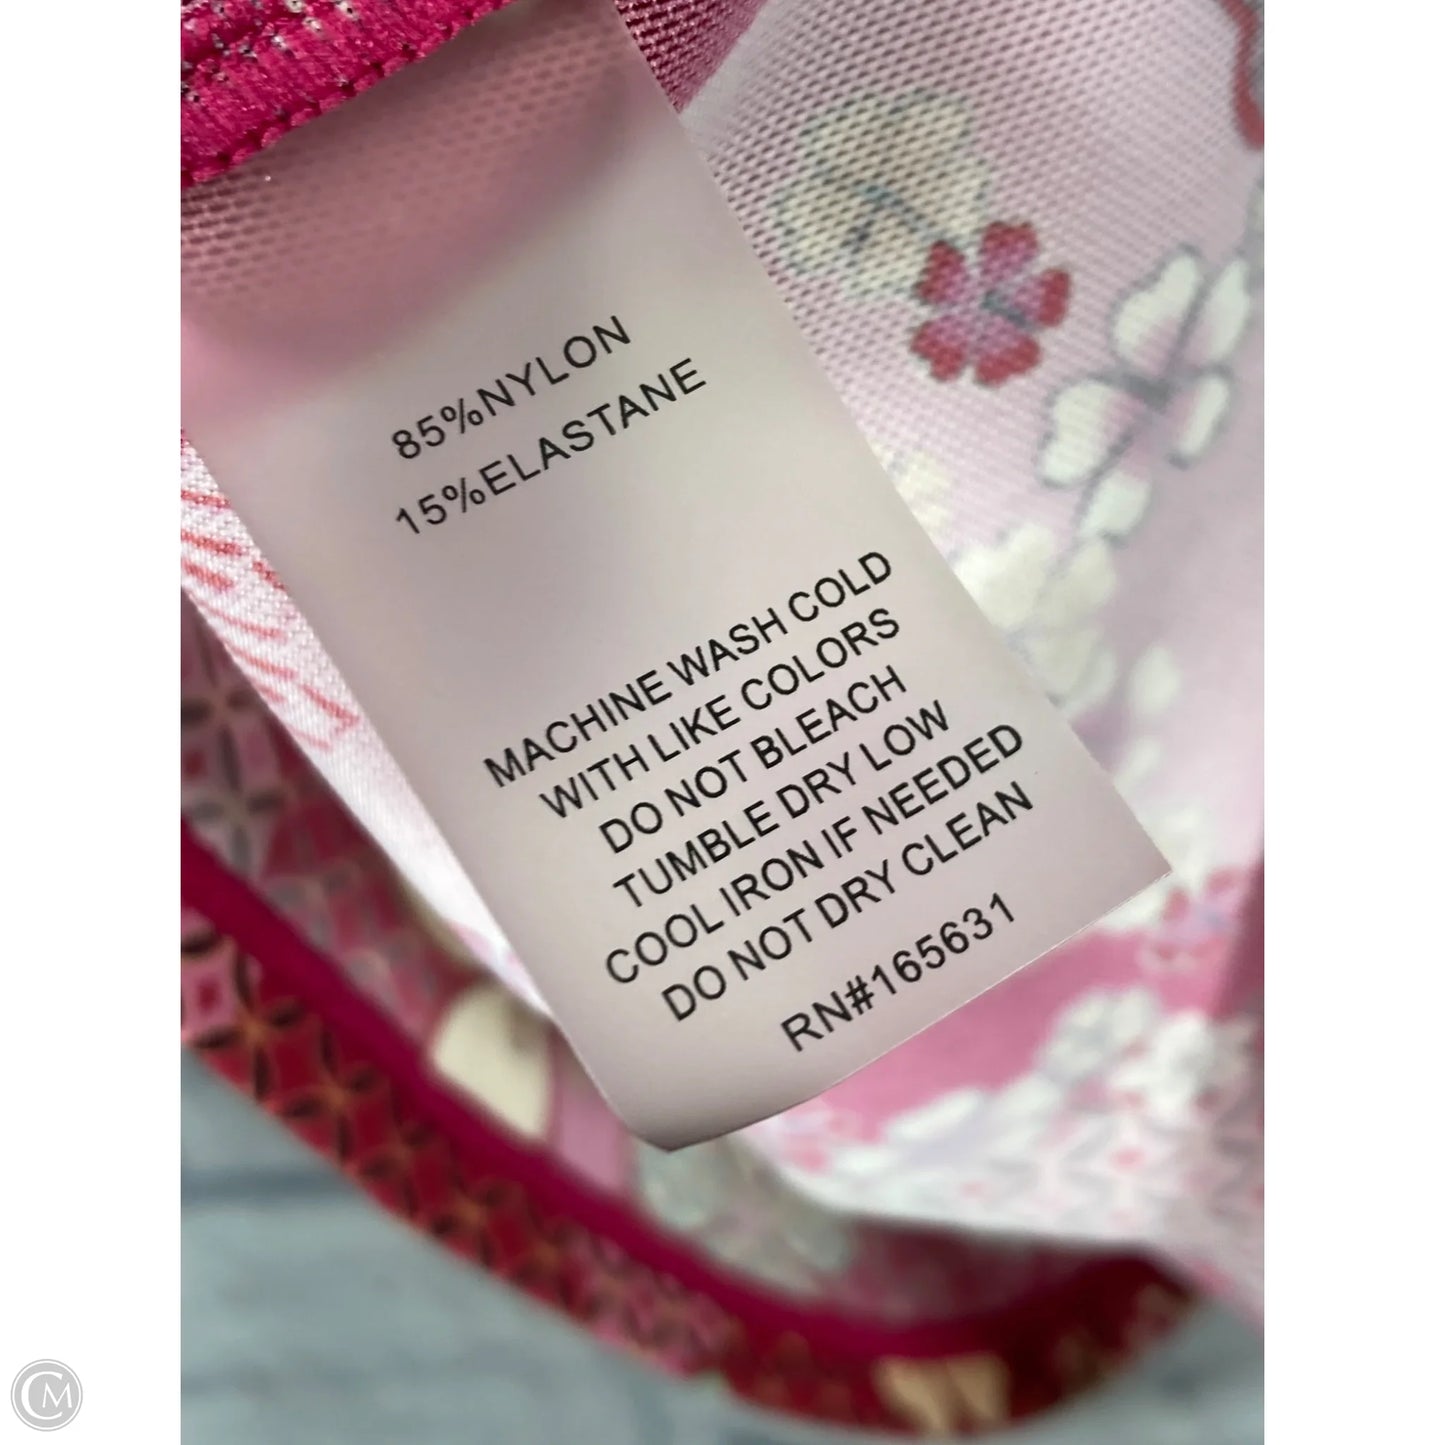 85%NYLON
15%ELASTANE
MACHINE WASH COLD
WITH LIKE COLORS
DO NOT BLEACH
TUMBLE DRY LOW
COOL IRON IF NEEDED
DO NOT DRY CLEAN
RN#165631
CM